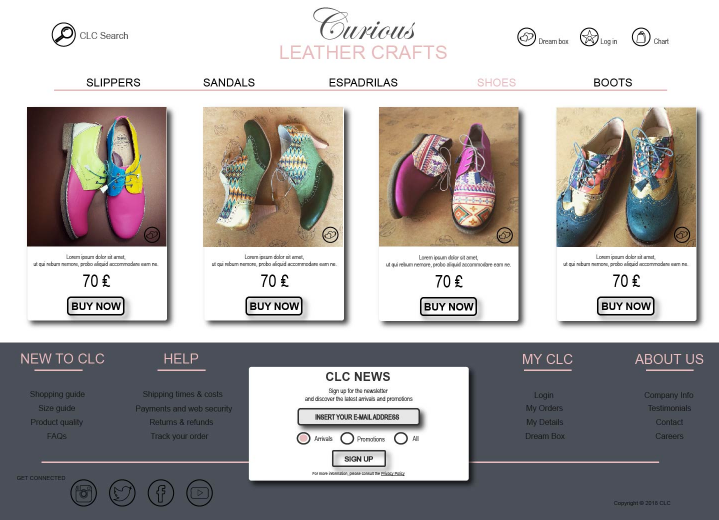 CLC Search
Curious
LEATHER CRAFTS
Dream box
Log in
Chart
SLIPPERS SANDALS ESPADRILAS SHOES BOOTS
Lorem ipsum dolor sit amet,
ut qui rebum nemore, probo aliquid accommodare eam ne.
70 ₤
BUY NOW
Lorem ipsum dolor sit amet,
ut qui rebum nemore, probo aliquid accommodare eam ne.
70 ₤
BUY NOW
Lorem ipsum dolor sit amet,
ut qui rebum nemore, probo aliquid accommodare eam ne.
70 ₤
BUY NOW
Lorem ipsum dolor sit amet,
ut qui rebum nemore, probo aliquid accommodare eam ne.
70 ₤
BUY NOW
NEW TO CLC
Shopping guide
Size guide
Product quality
FAQs
HELP
Shipping times & costs
Payments and web security
Returns & refunds
Track your order
CLC NEWS
Sign up for the newsletter
and discover the latest arrivals and promotions
INSERT YOUR E-MAIL ADDRESS
Arrivals Promotions All
SIGN UP
For more information, please consult the Privacy Policy
MY CLC
Login
My Orders
My Details
Dream Box
ABOUT US
Company Info
Testimonials
Contact
Careers
GET CONNECTED
Copyright © 2016 CLC